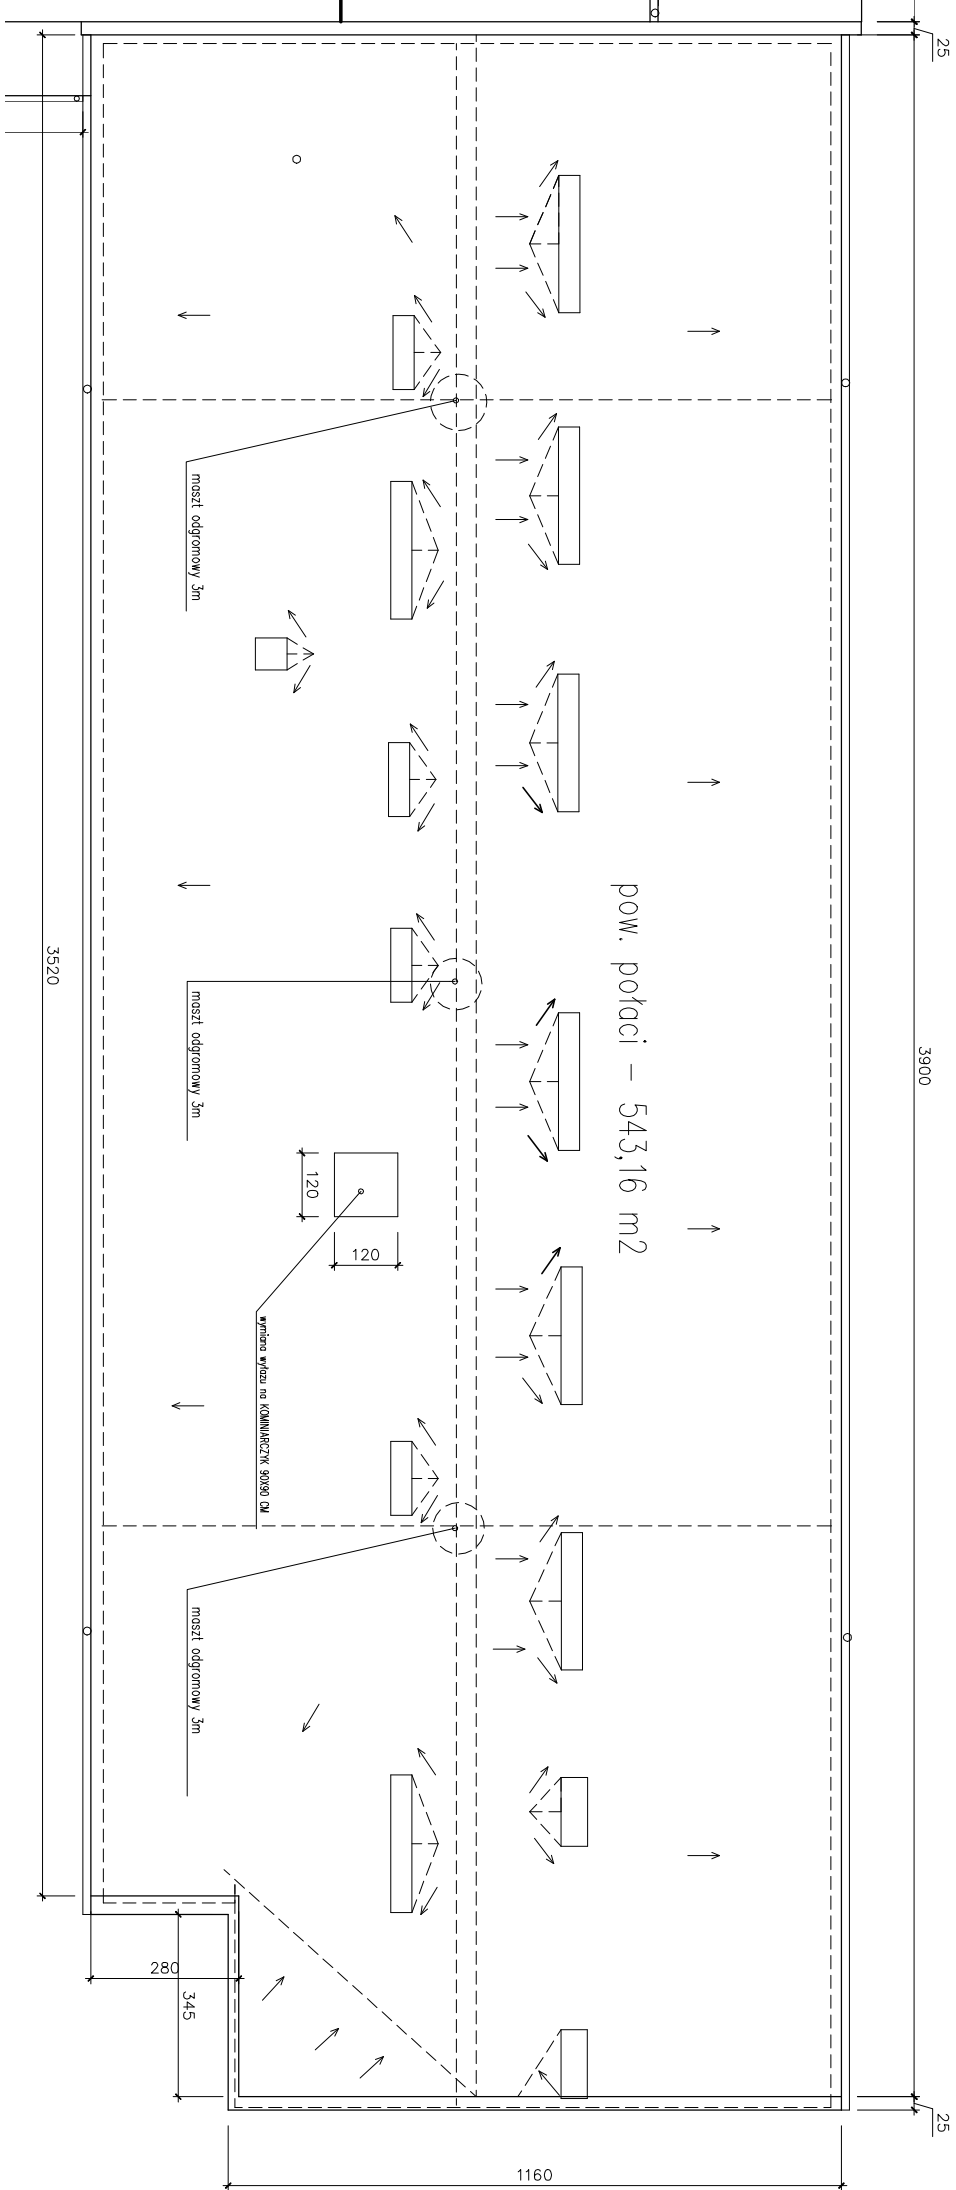 25
3900
pow. połaci – 543,16 m2
maszt odgromowy 3m
3520
maszt odgromowy 3m
120
120
wymiana wyłazu na KOMINIARCZYK 90X90 CM
maszt odgromowy 3m
280
345
25
1160